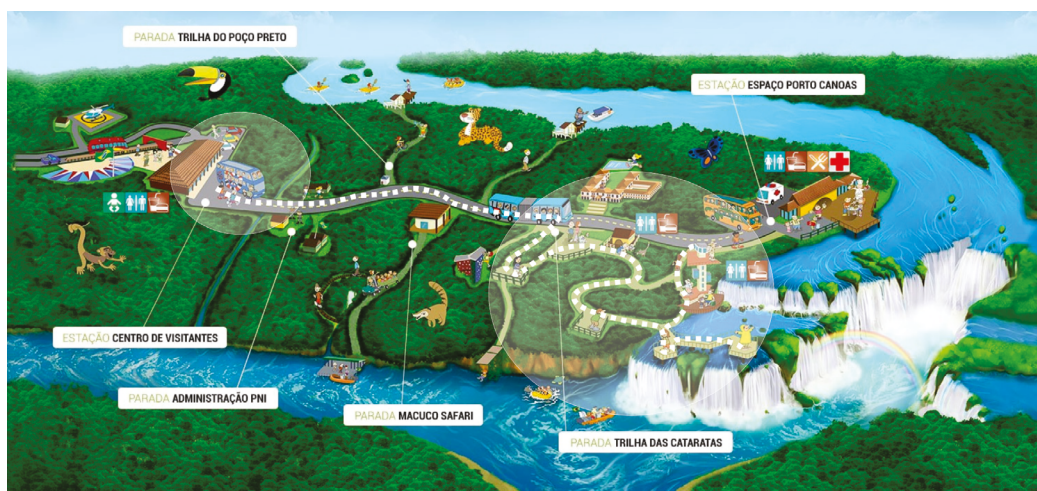 PARADA TRILHA DO POÇO PRETO
ESTAÇÃO ESPAÇO PORTO CANOAS
ESTAÇÃO CENTRO DE VISITANTES
PARADA ADMINISTRAÇÃO PNI
PARADA MACUCO SAFARI
PARADA TRILHA DAS CATARATAS